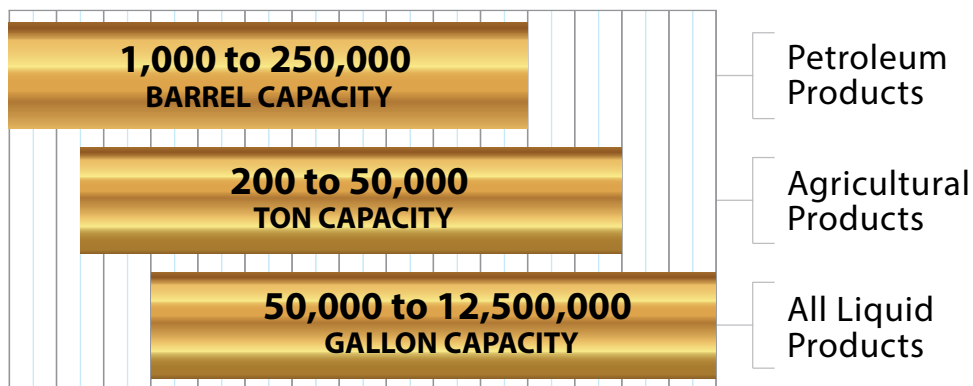 1,000 to 250,000
BARREL CAPACITY
Petroleum
Products
200 to 50,000
TON CAPACITY
Agricultural
Products
50,000 to 12,500,000
GALLON CAPACITY
All Liquid
Products